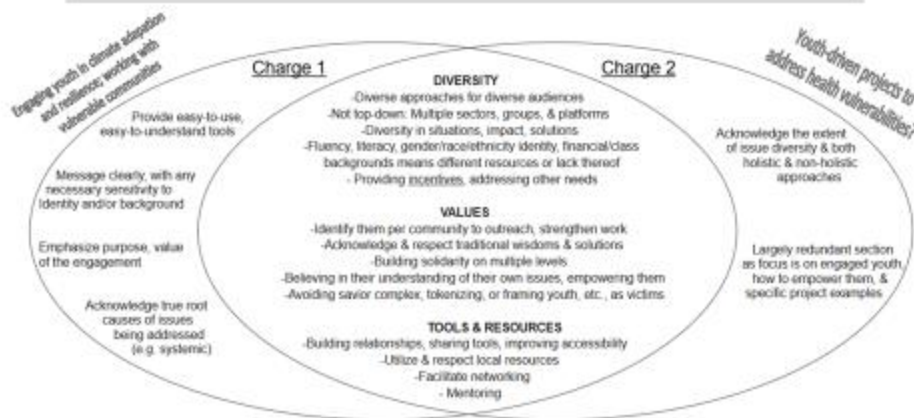 Engaging youth in climate adaption
and resilience; working with
vulnerable communities
Charge 1
Provide easy-to-use,
easy-to-understand tools
Message clearly, with any
necessary sensitivity to
Identity and/or background
Emphasize purpose, value
of the engagement
Acknowledge true root
causes of issues
being addressed
(e.g. systemic)
DIVERSITY
-Diverse approaches for diverse audiences
-Not top-down: Multiple sectors, groups, & platforms
-Diversity in situations, impact, solutions
-Fluency, literacy, gender/race/ethnicity identity, financial/class
backgrounds means different resources or lack thereof
- Providing incentives, addressing other needs
VALUES
-Identify them per community to outreach, strengthen work
-Acknowledge & respect traditional wisdoms & solutions
-Building solidarity on multiple levels
-Believing in their understanding of their own issues, empowering them
-Avoiding savior complex, tokenizing, or framing youth, etc., as victims
TOOLS & RESOURCES
-Building relationships, sharing tools, improving accessibility
-Utilize & respect local resources
-Facilitate networking
- Mentoring
Charge 2
Youth-driven projects to
address health vulnerabilities
Acknowledge the extent
of issue diversity & both
holistic & non-holistic
approaches
Largely redundant section
as focus is on engaged youth,
how to empower them, &
specific project examples